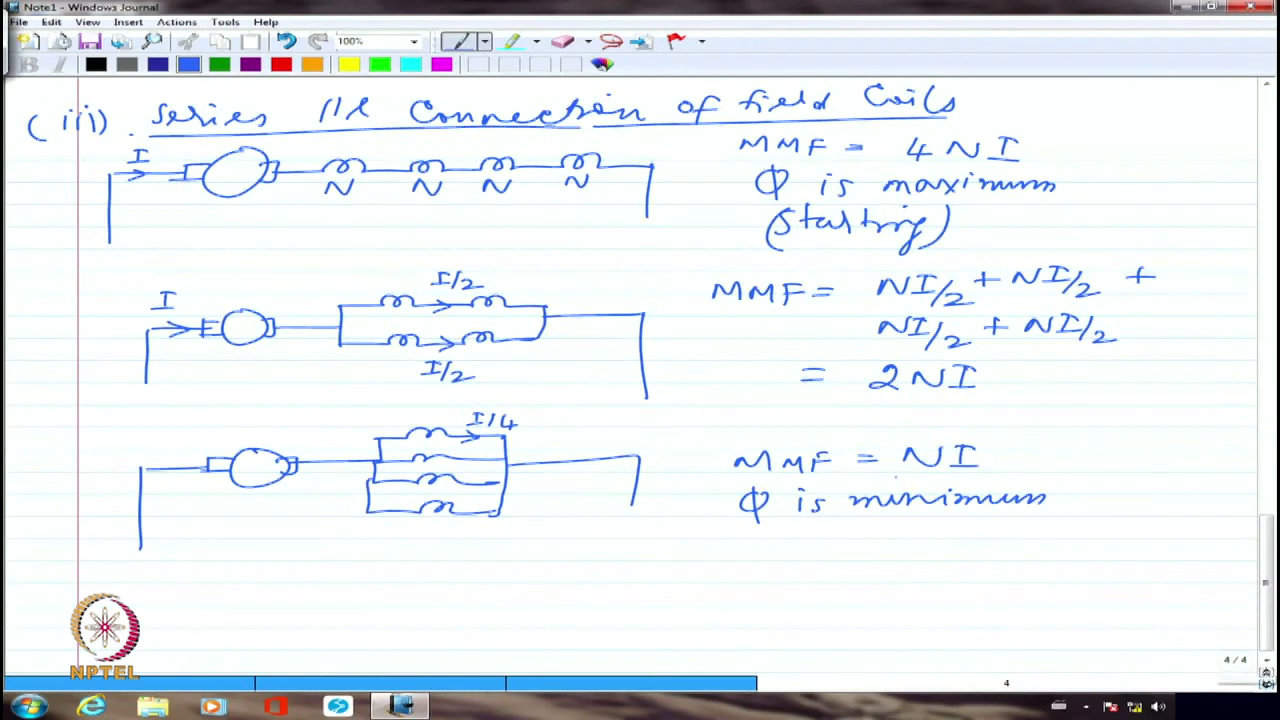 Note1 - Windows Journal
File Edit View Insert Actions Tools Help
100%
B I
(iii). Series 11l Connection of field Coils
I
N N N N
MMF = 4NI
Φ is maximum
(starting)
I
I/2
I/2
MMF = NI/2 + NI/2 +
NI/2 + NI/2
= 2NI
I/4
MMF = NI
Φ is minimum
NPTEL
4/4
4